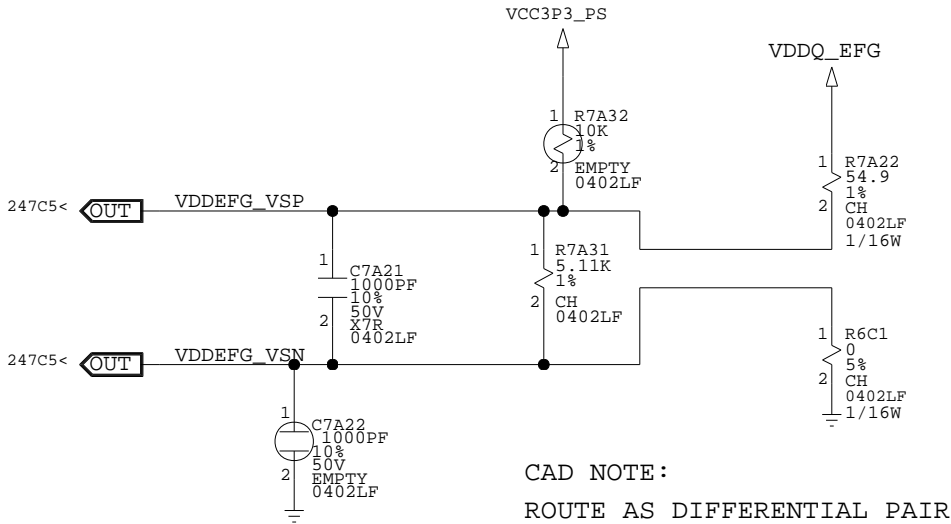 VCC3P3_PS
VDDQ_EFG
1
R7A32
10K
1%
2
EMPTY
0402LF
1
R7A22
54.9
1%
2
CH
0402LF
1/16W
247C5<
OUT
VDDEFG_VSP
1
C7A21
1000PF
10%
50V
2
X7R
0402LF
1
R7A31
5.11K
1%
2
CH
0402LF
247C5<
OUT
VDDEFG_VSN
1
R6C1
0
5%
2
CH
0402LF
1/16W
1
C7A22
1000PF
10%
50V
2
EMPTY
0402LF
CAD NOTE:
ROUTE AS DIFFERENTIAL PAIR